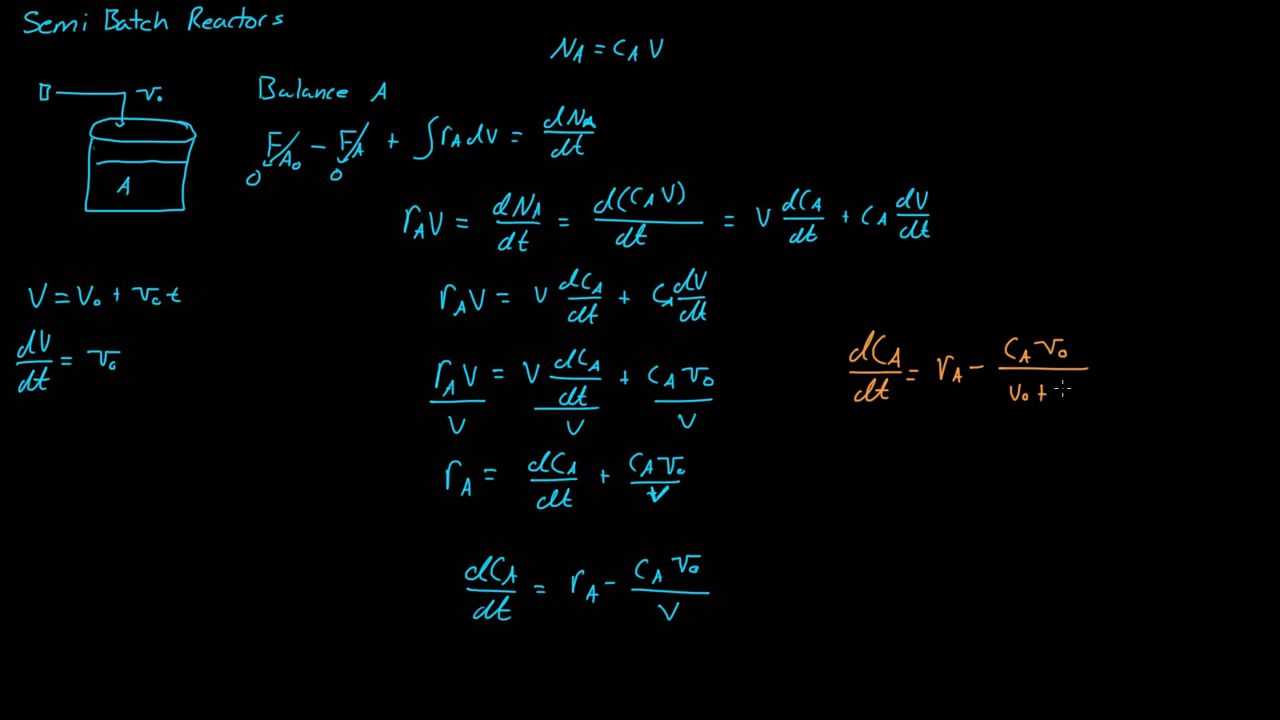 Semi Batch Reactors
N_A = C_A V
B v₀
Balance A
F_A₀ - F_A + ∫ r_A dV = dN_A/dt
0 0
A
r_A V = dN_A/dt = d(C_A V)/dt = V dC_A/dt + C_A dV/dt
V = V₀ + v₀ t
r_A V = V dC_A/dt + C_A dV/dt
dV/dt = v₀
r_A V/V = V dC_A/dt/V + C_A v₀/V
dC_A/dt = r_A - C_A v₀/V₀ +
r_A = dC_A/dt + C_A v₀/V
dC_A/dt = r_A - C_A v₀/V